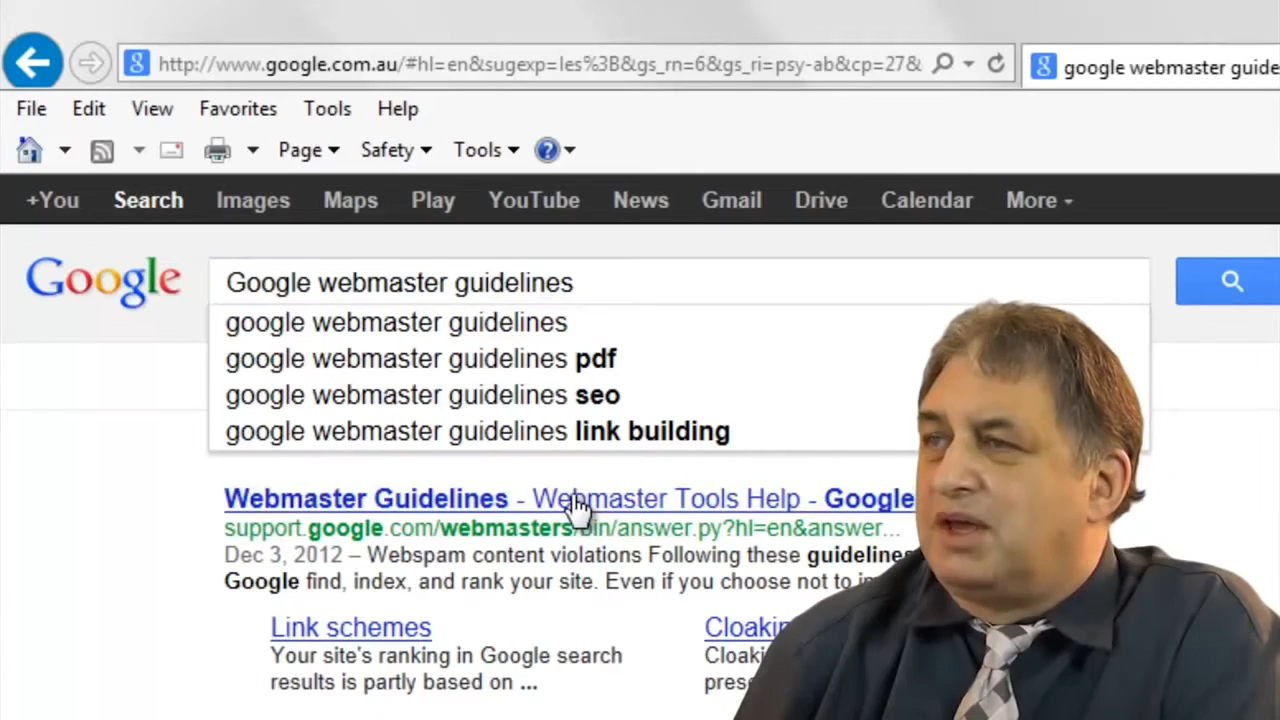 http://www.google.com.au/#hl=en&sugexp=les%3B&gs_rn=6&gs_ri=psy-ab&cp=27&
google webmaster guide
File Edit View Favorites Tools Help
Page Safety Tools
+You Search Images Maps Play YouTube News Gmail Drive Calendar More
Google Google webmaster guidelines
google webmaster guidelines
google webmaster guidelines pdf
google webmaster guidelines seo
google webmaster guidelines link building
Webmaster Guidelines - Webmaster Tools Help - Google
support.google.com/webmasters/bin/answer.py?hl=en&answer...
Dec 3, 2012 – Webspam content violations Following these guidelines
Google find, index, and rank your site. Even if you choose not to
Link schemes
Your site's ranking in Google search
results is partly based on ...
Cloakin
Cloak
prese